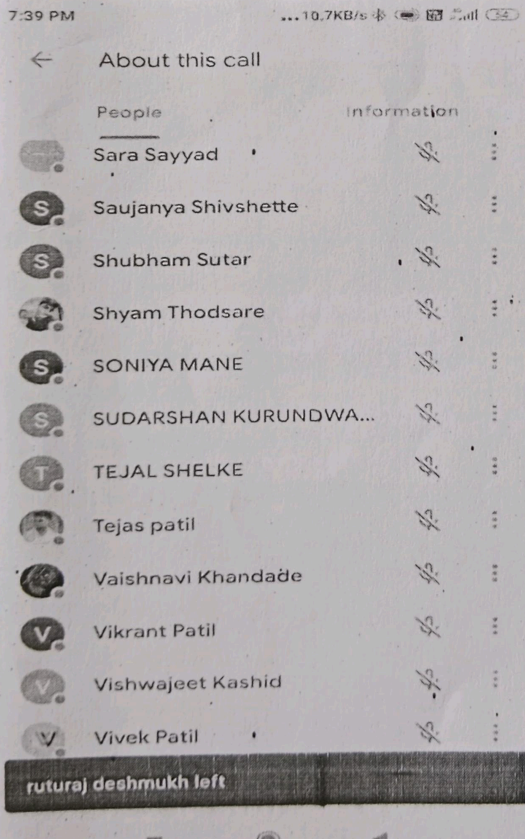 7:39 PM ...10.7KB/s 54
About this call
People Information
Sara Sayyad
S Saujanya Shivshette
S Shubham Sutar
Shyam Thodsare
S SONIYA MANE
S SUDARSHAN KURUNDWA...
T TEJAL SHELKE
Tejas patil
Vaishnavi Khandade
V Vikrant Patil
V Vishwajeet Kashid
V Vivek Patil
ruturaj deshmukh left